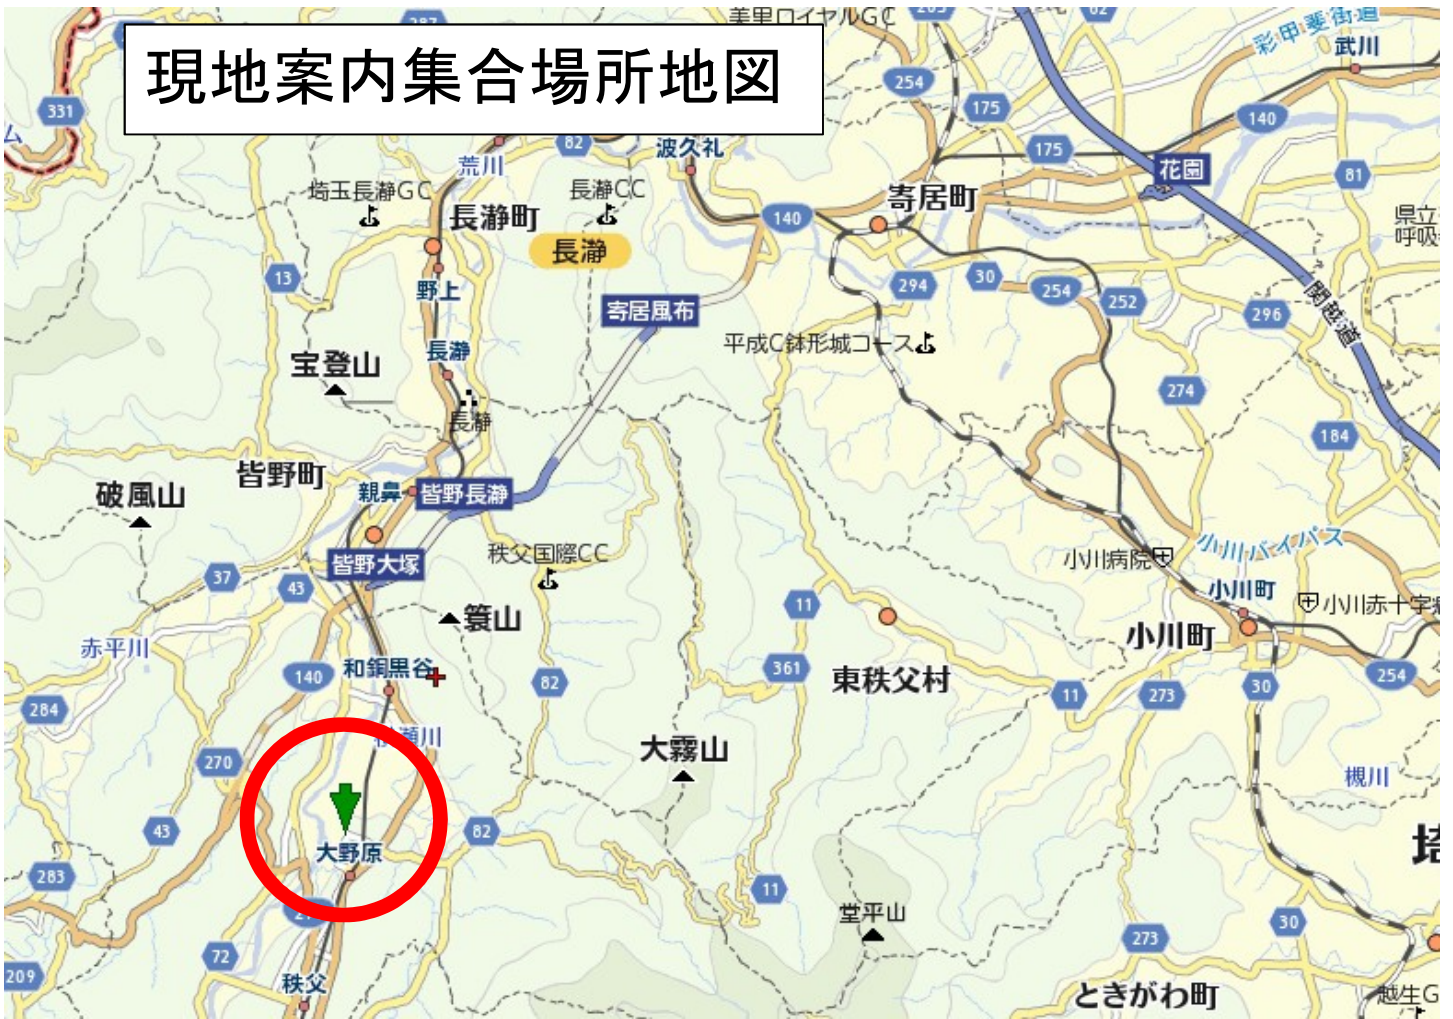 現地案内集合場所地図
美里ロイヤルGC
彩甲斐街道
武川
254
331
175
140
82
荒川
波久礼
175
花園
81
埼玉長瀞GC
長瀞CC
寄居町
長瀞町
140
県立
呼吸
長瀞
13
野上
294
30
254
252
寄居風布
296
関越道
平成C鉢形城コース
宝登山
長瀞
274
長瀞
184
皆野町
破風山
親鼻
皆野長瀞
小川バイパス
秩父国際CC
小川病院
皆野大塚
37
43
小川町
11
小川赤十字
簑山
小川町
赤平川
和銅黒谷
140
361
東秩父村
82
254
11
273
30
284
瀬川
大霧山
270
槻川
43
82
大野原
埼
283
11
堂平山
30
273
72
209
秩父
ときがわ町
越生G